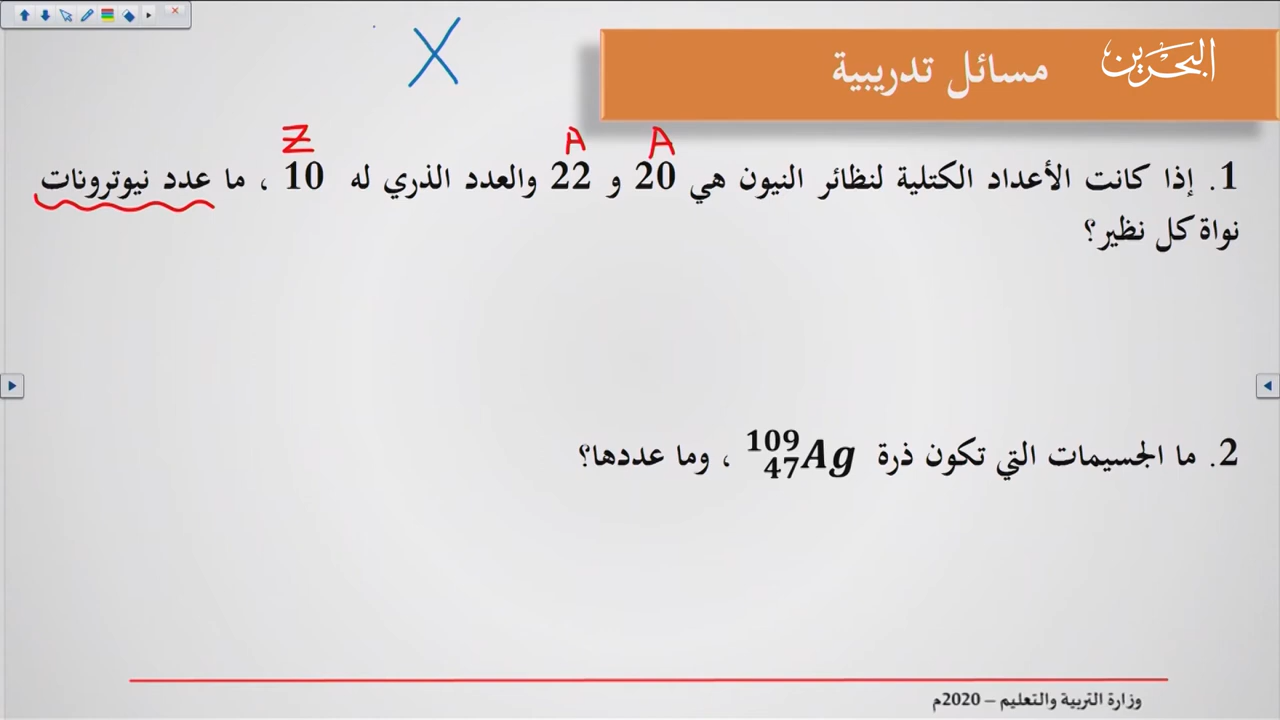 X
البحرين
مسائل تدريبية
Z A A
1. إذا كانت الأعداد الكتلية لنظائر النيون هي 20 و 22 والعدد الذري له 10 ، ما عدد نيوترونات
نواة كل نظير؟
2. ما الجسيمات التي تكون ذرة $^{109}_{47}Ag$ ، وما عددها؟
وزارة التربية والتعليم – 2020م